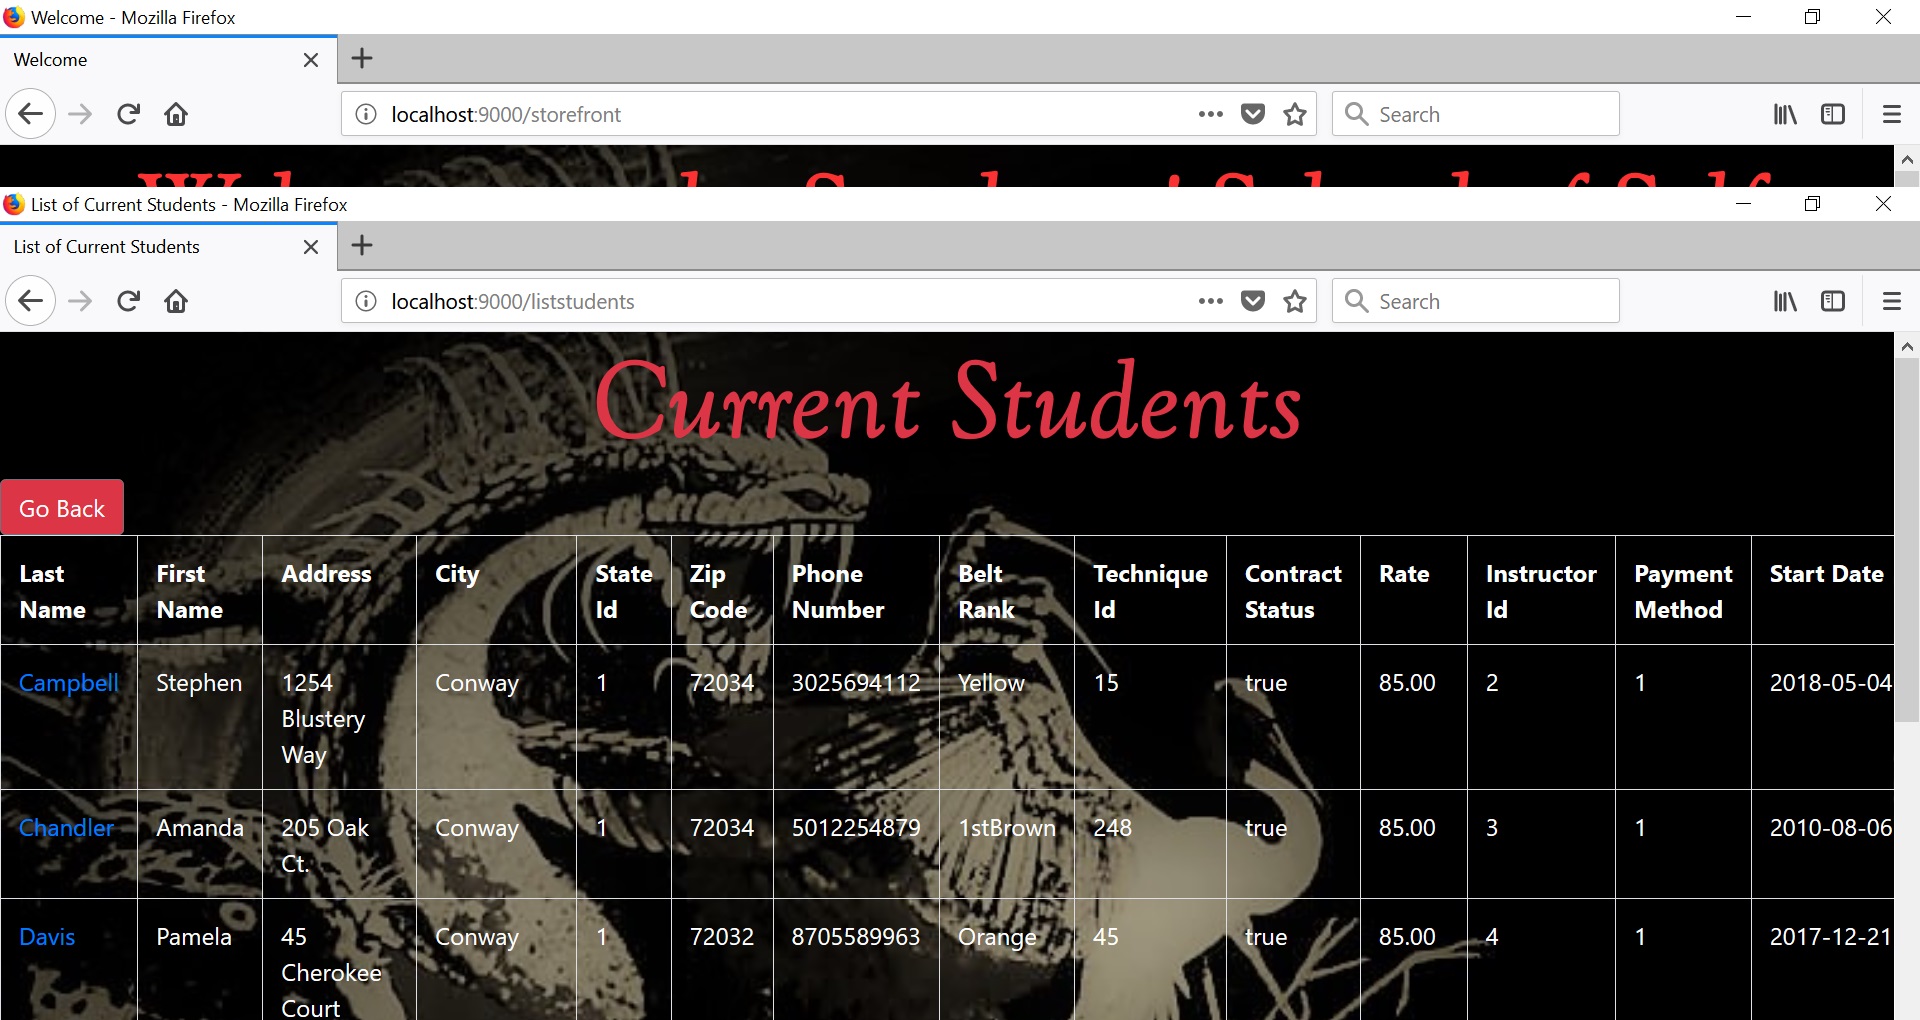 Welcome - Mozilla Firefox
Welcome
localhost:9000/storefront
Search
List of Current Students - Mozilla Firefox
List of Current Students
localhost:9000/liststudents
Search
Current Students
Go Back
Last Name First Name Address City State Id Zip Code Phone Number Belt Rank Technique Id Contract Status Rate Instructor Id Payment Method Start Date
Campbell Stephen 1254 Blustery Way Conway 1 72034 3025694112 Yellow 15 true 85.00 2 1 2018-05-04
Chandler Amanda 205 Oak Ct. Conway 1 72034 5012254879 1stBrown 248 true 85.00 3 1 2010-08-06
Davis Pamela 45 Cherokee Court Conway 1 72032 8705589963 Orange 45 true 85.00 4 1 2017-12-21